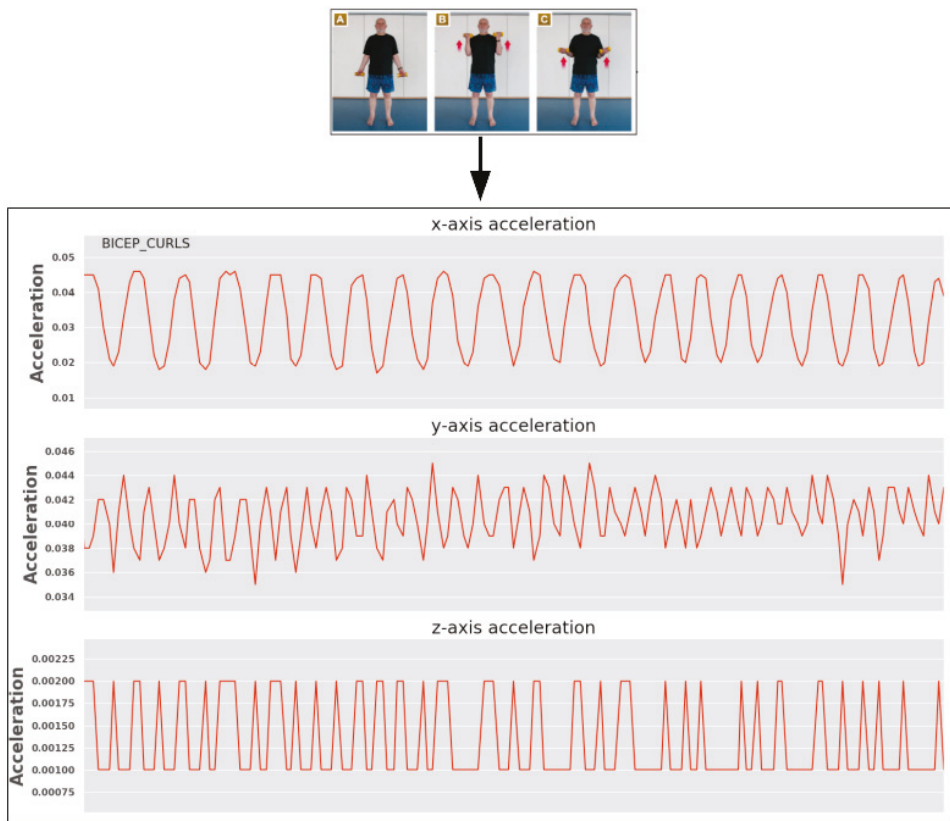 A B C
x-axis acceleration
BICEP_CURLS
Acceleration
0.05
0.04
0.03
0.02
0.01
y-axis acceleration
Acceleration
0.046
0.044
0.042
0.040
0.038
0.036
0.034
z-axis acceleration
Acceleration
0.00225
0.00200
0.00175
0.00150
0.00125
0.00100
0.00075